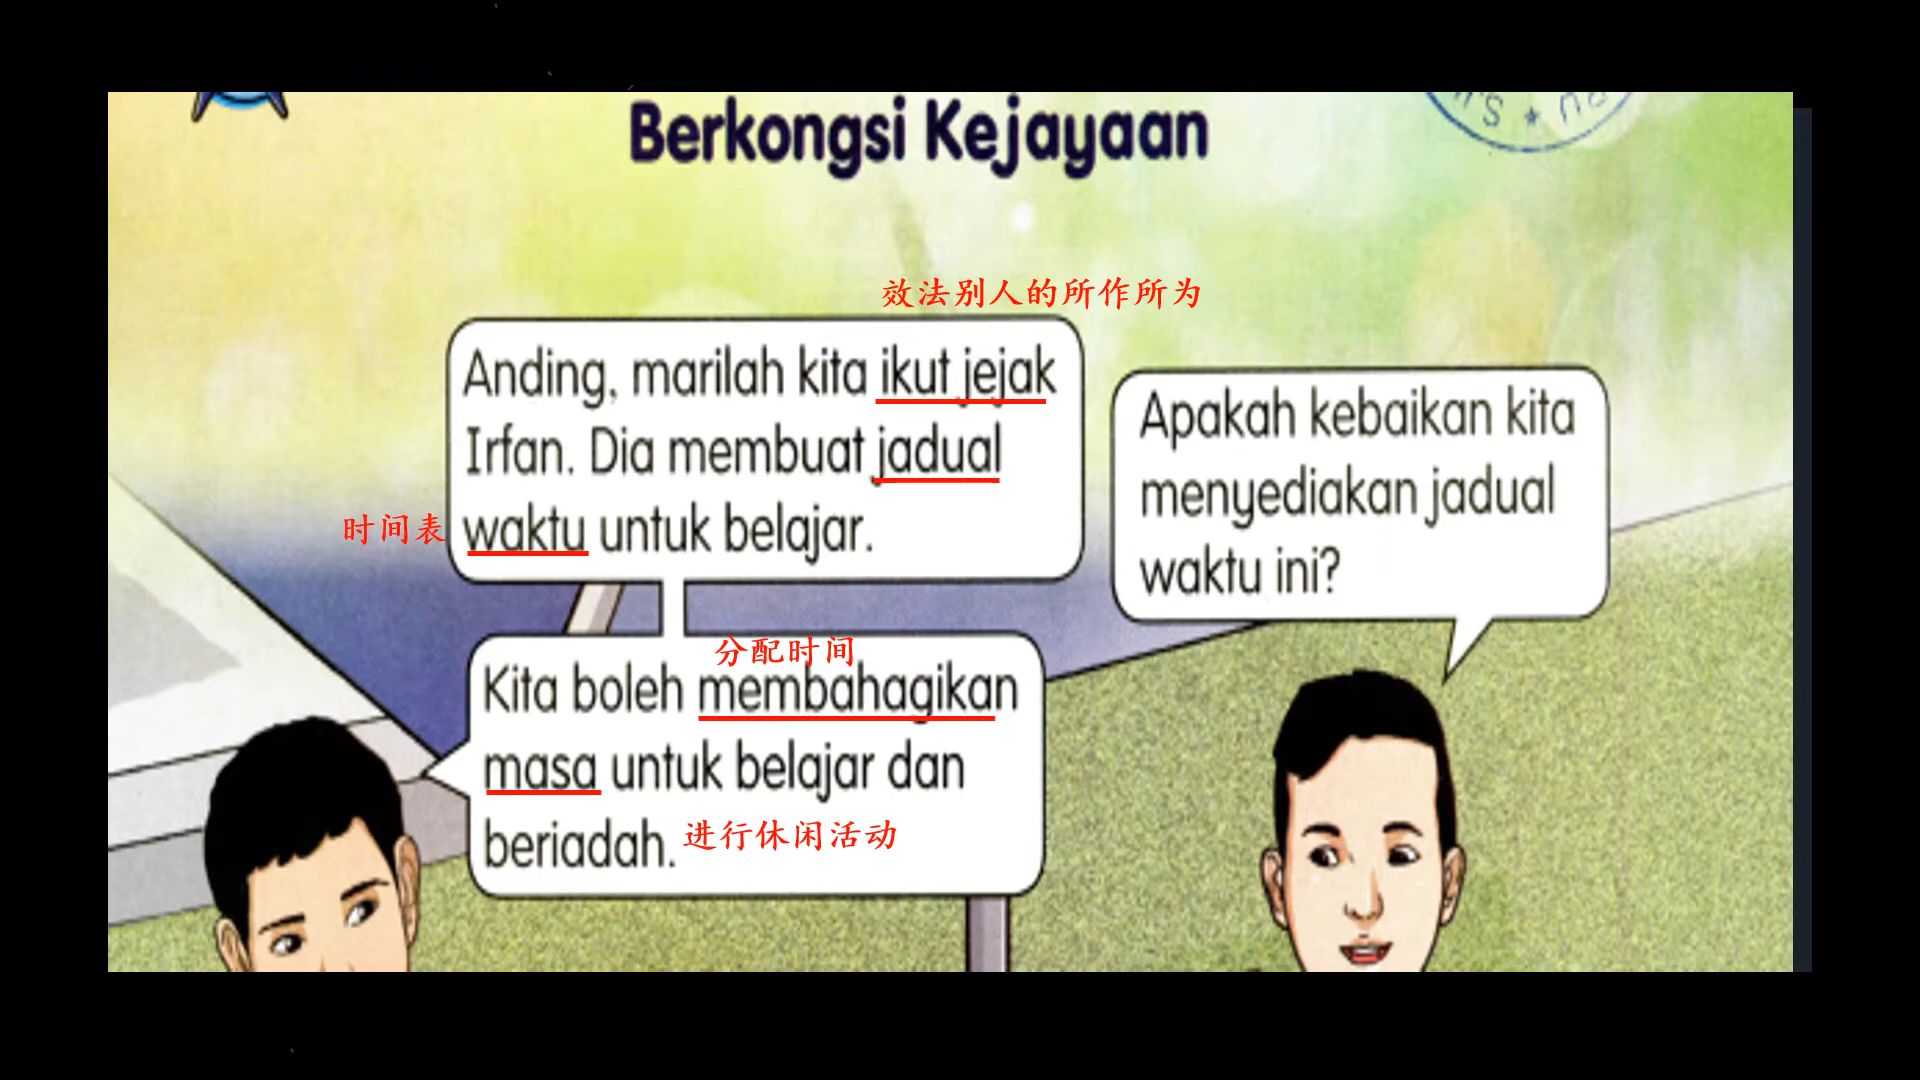 Berkongsi Kejayaan
效法别人的所作所为
Anding, marilah kita ikut jejak
Irfan. Dia membuat jadual
时间表 waktu untuk belajar.
Apakah kebaikan kita
menyediakan jadual
waktu ini?
分配时间
Kita boleh membahagikan
masa untuk belajar dan
beriadah. 进行休闲活动